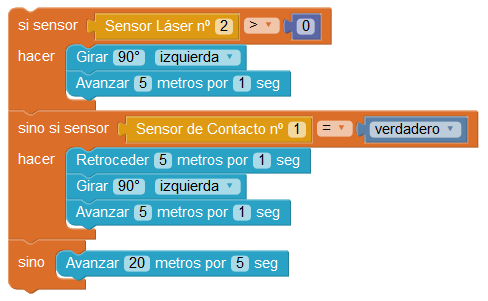 si sensor Sensor Láser nº 2 > 0
hacer Girar 90° izquierda
Avanzar 5 metros por 1 seg
sino si sensor Sensor de Contacto nº 1 = verdadero
hacer Retroceder 5 metros por 1 seg
Girar 90° izquierda
Avanzar 5 metros por 1 seg
sino Avanzar 20 metros por 5 seg